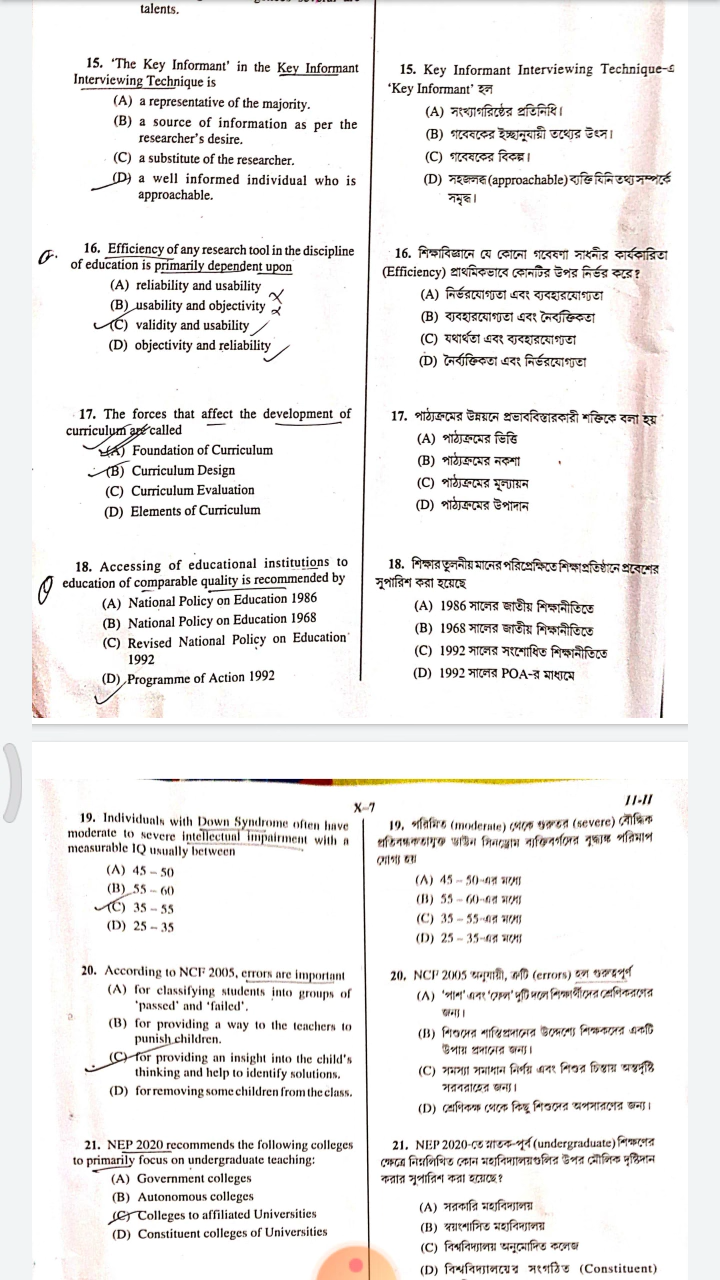 talents.
15. 'The Key Informant' in the Key Informant
Interviewing Technique is
(A) a representative of the majority.
(B) a source of information as per the
researcher's desire.
(C) a substitute of the researcher.
(D) a well informed individual who is
approachable.
16. Efficiency of any research tool in the discipline
of education is primarily dependent upon
(A) reliability and usability
(B) usability and objectivity
(C) validity and usability
(D) objectivity and reliability
17. The forces that affect the development of
curriculum are called
(A) Foundation of Curriculum
(B) Curriculum Design
(C) Curriculum Evaluation
(D) Elements of Curriculum
18. Accessing of educational institutions to
education of comparable quality is recommended by
(A) National Policy on Education 1986
(B) National Policy on Education 1968
(C) Revised National Policy on Education
1992
(D) Programme of Action 1992
15. Key Informant Interviewing Technique-এ
'Key Informant' হল
(A) সংখ্যাগরিষ্ঠের প্রতিনিধি।
(B) গবেষকের ইচ্ছানুযায়ী তথ্যের উৎস।
(C) গবেষকের বিকল্প।
(D) সহজলব্ধ (approachable) ব্যক্তি যিনি তথ্য সম্পর্কে
সমৃদ্ধ।
16. শিক্ষাবিজ্ঞানে যে কোনো গবেষণা সাধনীর কার্যকারিতা
(Efficiency) প্রাথমিকভাবে কোনটির উপর নির্ভর করে?
(A) নির্ভরযোগ্যতা এবং ব্যবহারযোগ্যতা
(B) ব্যবহারযোগ্যতা এবং নৈর্ব্যক্তিকতা
(C) যথার্থতা এবং ব্যবহারযোগ্যতা
(D) নৈর্ব্যক্তিকতা এবং নির্ভরযোগ্যতা
17. পাঠ্যক্রমের উন্নয়নে প্রভাববিস্তারকারী শক্তিকে বলা হয়
(A) পাঠ্যক্রমের ভিত্তি
(B) পাঠ্যক্রমের নকশা
(C) পাঠ্যক্রমের মূল্যায়ন
(D) পাঠ্যক্রমের উপাদান
18. শিক্ষার তুলনীয় মানের পরিপ্রেক্ষিতে শিক্ষাপ্রতিষ্ঠানে প্রবেশের
সুপারিশ করা হয়েছে
(A) 1986 সালের জাতীয় শিক্ষানীতিতে
(B) 1968 সালের জাতীয় শিক্ষানীতিতে
(C) 1992 সালের সংশোধিত শিক্ষানীতিতে
(D) 1992 সালের POA-র মাধ্যমে
X–7
11-II
19. Individuals with Down Syndrome often have
moderate to severe intellectual impairment with a
measurable IQ usually between
(A) 45 – 50
(B) 55 – 60
(C) 35 – 55
(D) 25 – 35
20. According to NCF 2005, errors are important
(A) for classifying students into groups of
'passed' and 'failed'.
(B) for providing a way to the teachers to
punish children.
(C) for providing an insight into the child's
thinking and help to identify solutions.
(D) for removing some children from the class.
21. NEP 2020 recommends the following colleges
to primarily focus on undergraduate teaching:
(A) Government colleges
(B) Autonomous colleges
(C) Colleges to affiliated Universities
(D) Constituent colleges of Universities
19. পরিমিত (moderate) থেকে গুরুতর (severe) বৌদ্ধিক
প্রতিবন্ধকতাযুক্ত ডাউন সিনড্রোম ব্যক্তিবর্গের বুদ্ধ্যঙ্ক পরিমাপ
যোগ্য হয়
(A) 45 – 50-এর মধ্যে
(B) 55 – 60-এর মধ্যে
(C) 35 – 55-এর মধ্যে
(D) 25 – 35-এর মধ্যে
20. NCF 2005 অনুযায়ী, ত্রুটি (errors) হল গুরুত্বপূর্ণ
(A) 'পাশ' এবং 'ফেল' দুটি দলে শিক্ষার্থীদের শ্রেণিকরণের
জন্য।
(B) শিশুদের শাস্তিপ্রদানের উদ্দেশ্যে শিক্ষকদের একটি
উপায় প্রদানের জন্য।
(C) সমস্যা সমাধান নির্ণয় এবং শিশুর চিন্তায় অন্তর্দৃষ্টি
সরবরাহের জন্য।
(D) শ্রেণিকক্ষ থেকে কিছু শিশুদের অপসারণের জন্য।
21. NEP 2020-তে স্নাতক-পূর্ব (undergraduate) শিক্ষণের
ক্ষেত্রে নিম্নলিখিত কোন মহাবিদ্যালয়গুলির উপর মৌলিক দৃষ্টিদান
করার সুপারিশ করা হয়েছে?
(A) সরকারি মহাবিদ্যালয়
(B) স্বয়ংশাসিত মহাবিদ্যালয়
(C) বিশ্ববিদ্যালয় অনুমোদিত কলেজ
(D) বিশ্ববিদ্যালয়ের সংগঠিত (Constituent)